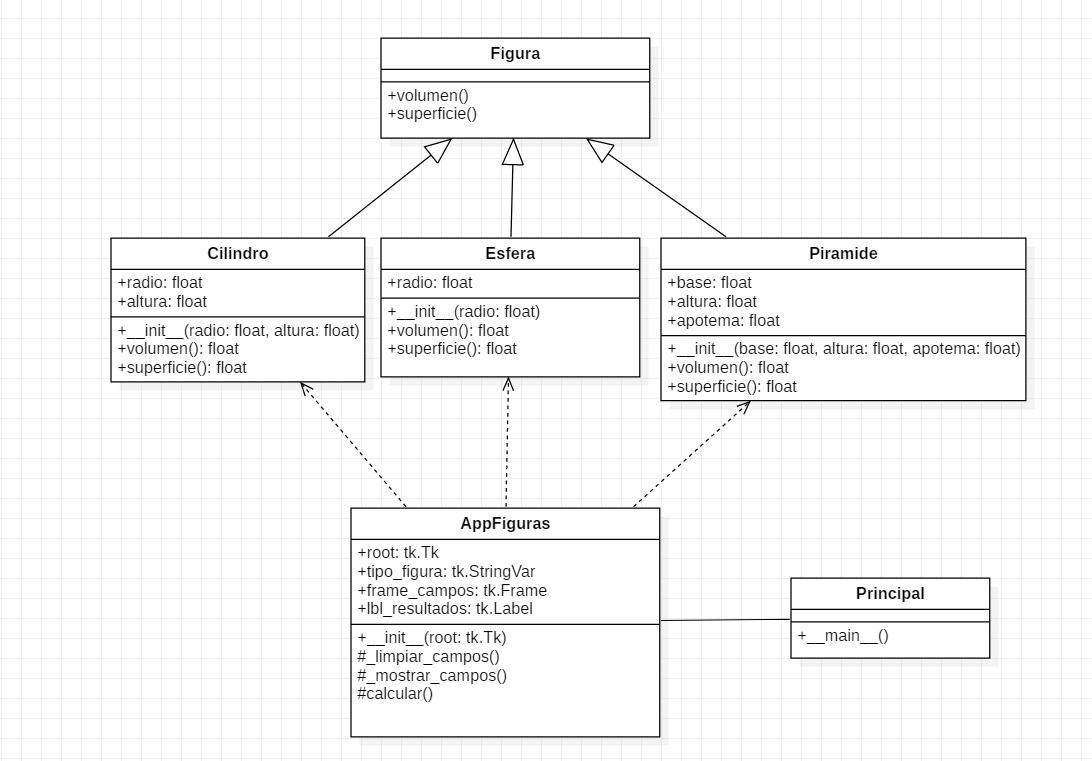 Figura
+volumen()
+superficie()
Cilindro
+radio: float
+altura: float
+__init__(radio: float, altura: float)
+volumen(): float
+superficie(): float
Esfera
+radio: float
+__init__(radio: float)
+volumen(): float
+superficie(): float
Piramide
+base: float
+altura: float
+apotema: float
+__init__(base: float, altura: float, apotema: float)
+volumen(): float
+superficie(): float
AppFiguras
+root: tk.Tk
+tipo_figura: tk.StringVar
+frame_campos: tk.Frame
+lbl_resultados: tk.Label
+__init__(root: tk.Tk)
#_limpiar_campos()
#_mostrar_campos()
#calcular()
Principal
+__main__()